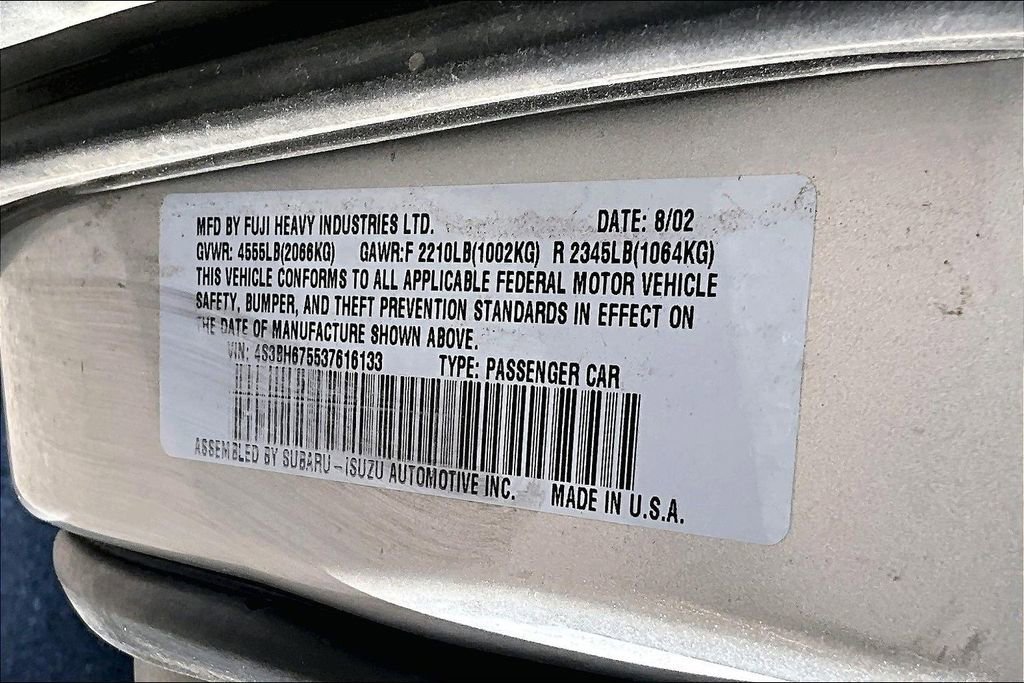 MFD BY FUJI HEAVY INDUSTRIES LTD. DATE: 8/02
GVWR: 4555LB(2066KG) GAWR:F 2210LB(1002KG) R 2345LB(1064KG)
THIS VEHICLE CONFORMS TO ALL APPLICABLE FEDERAL MOTOR VEHICLE
SAFETY, BUMPER, AND THEFT PREVENTION STANDARDS IN EFFECT ON
THE DATE OF MANUFACTURE SHOWN ABOVE.
VIN: 4S3BH675537616133 TYPE: PASSENGER CAR
ASSEMBLED BY SUBARU-ISUZU AUTOMOTIVE INC. MADE IN U.S.A.